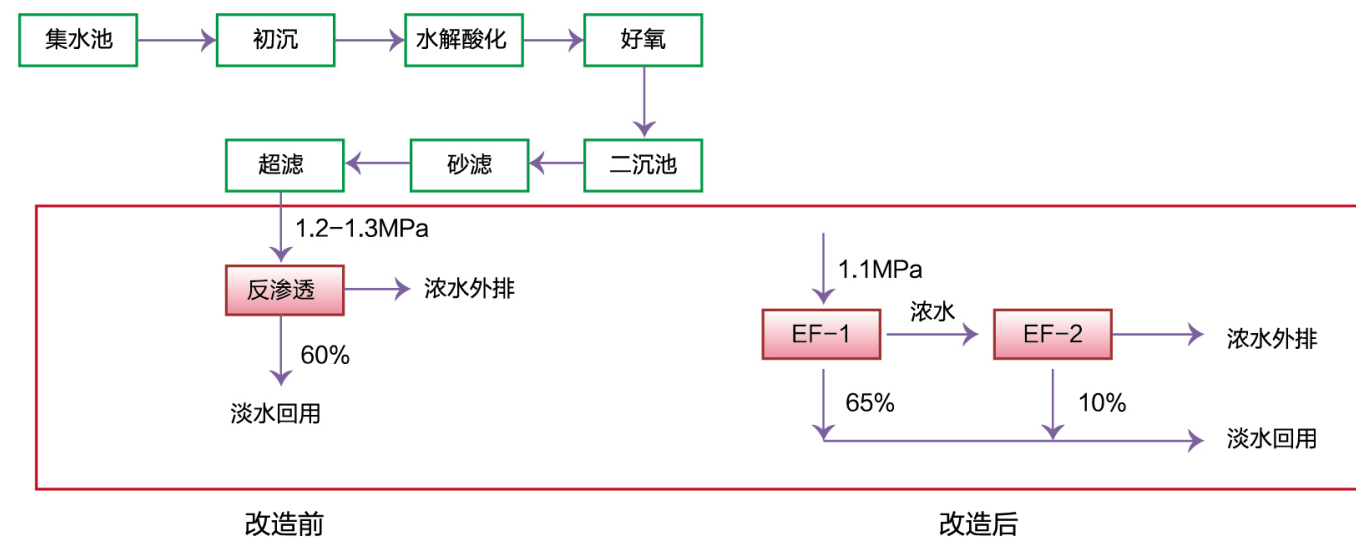 集水池
初沉
水解酸化
好氧
超滤
砂滤
二沉池
1.2-1.3MPa
反渗透
浓水外排
60%
淡水回用
1.1MPa
EF-1
浓水
EF-2
浓水外排
65%
10%
淡水回用
改造前
改造后